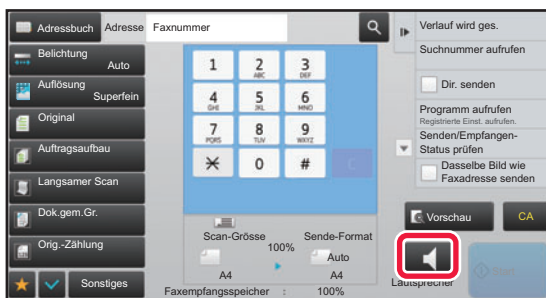 Adressbuch
Adresse
Faxnummer
Belichtung
Auto
Auflösung
Superfein
Original
Auftragsaufbau
Langsamer Scan
Dok.gem.Gr.
Orig.-Zählung
Sonstiges
1
2
ABC
3
DEF
4
GHI
5
JKL
6
MNO
7
PQRS
8
TUV
9
WXYZ
0
#
C
Scan-Grösse
100%
Sende-Format
Auto
A4
A4
Faxempfangsspeicher : 100%
Verlauf wird ges.
Suchnummer aufrufen
Dir. senden
Programm aufrufen
Registrierte Einst. aufrufen.
Senden/Empfangen-
Status prüfen
Dasselbe Bild wie
Faxadresse senden
Vorschau
CA
Lautsprecher
Start